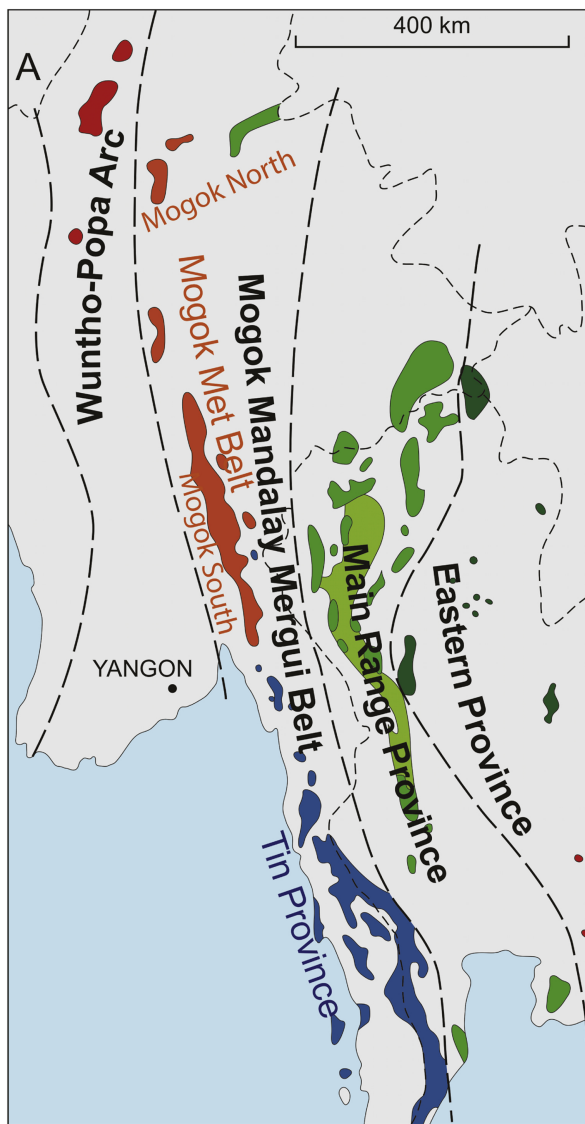 A
400 km
Wuntho-Popa Arc
Mogok North
Mogok Met Belt
Mogok Mandalay Mergui Belt
Mogok South
Main Range Province
Eastern Province
YANGON
Tin Province